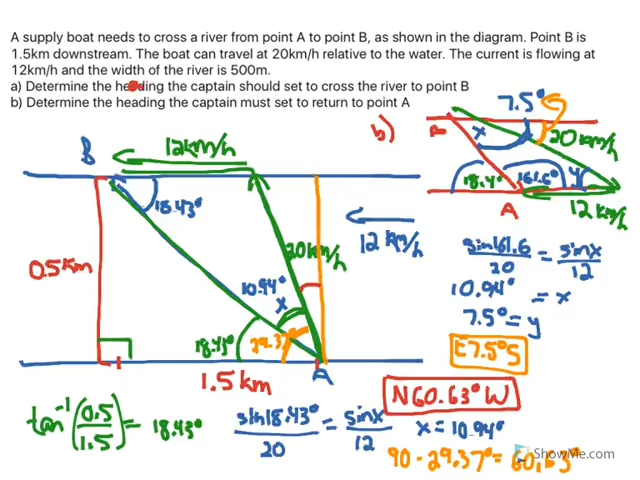 A supply boat needs to cross a river from point A to point B, as shown in the diagram. Point B is
1.5km downstream. The boat can travel at 20km/h relative to the water. The current is flowing at
12km/h and the width of the river is 500m.
a) Determine the heading the captain should set to cross the river to point B
b) Determine the heading the captain must set to return to point A
b)
7.5°
B
x
20km/h
18.4°
161.6°
y
A
12km/h
B
12km/h
18.43°
12 km/h
0.5km
20km/h
10.94°
x
18.43°
29.37°
A
1.5 km
sin161.6/20 = sinx/12
10.94° = x
7.5° = y
E7.5°S
N60.63°W
tan⁻¹(0.5/1.5) = 18.43°
sin18.43°/20 = sinx/12
x = 10.94°
90 - 29.37° = 60.63°
ShowMe.com